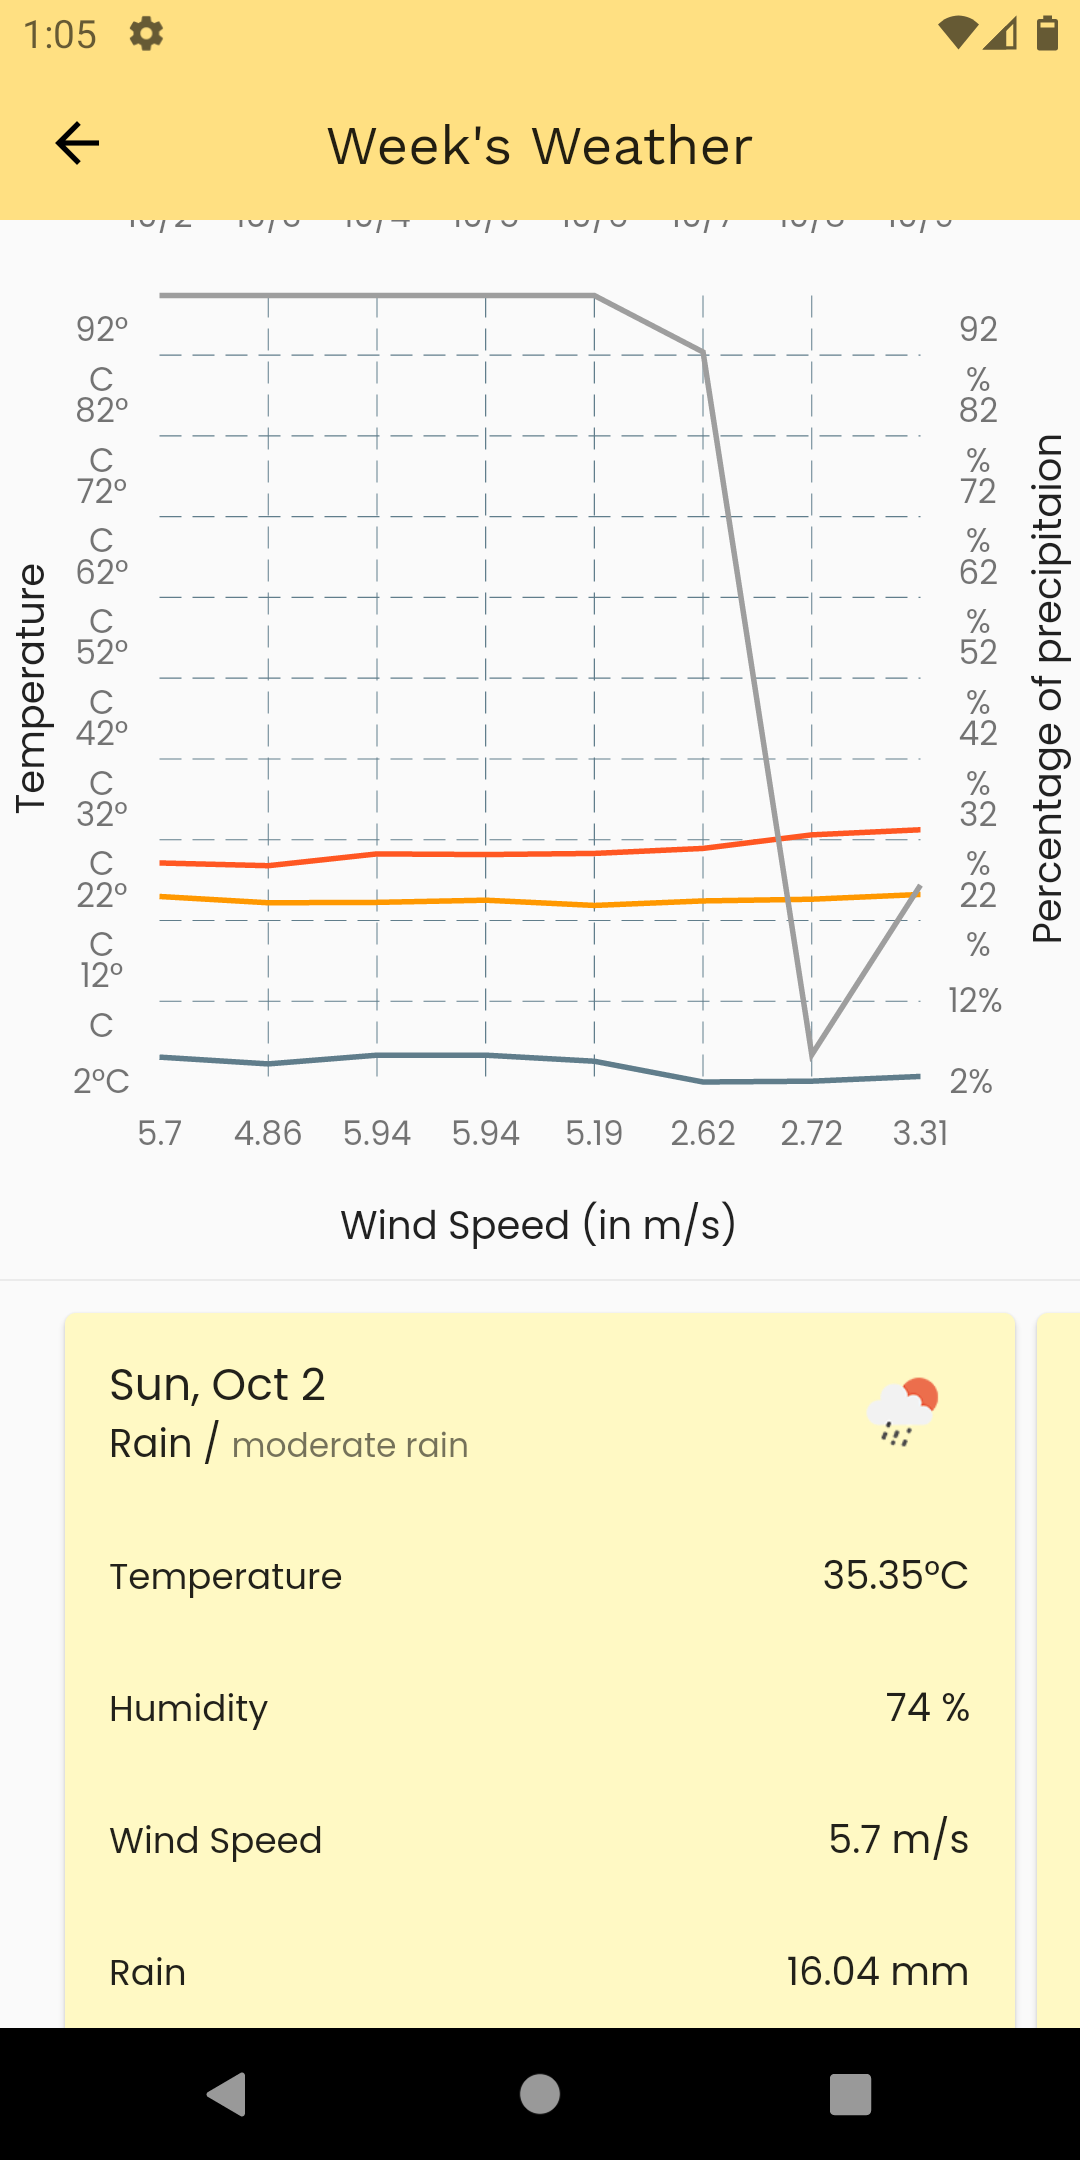 1:05
Week's Weather
92°
C
82°
C
72°
C
62°
C
52°
C
42°
C
32°
C
22°
C
12°
C
2°C
Temperature
92
%
82
%
72
%
62
%
52
%
42
%
32
%
22
%
12%
2%
Percentage of precipitaion
5.7 4.86 5.94 5.94 5.19 2.62 2.72 3.31
Wind Speed (in m/s)
Sun, Oct 2
Rain / moderate rain
Temperature 35.35°C
Humidity 74 %
Wind Speed 5.7 m/s
Rain 16.04 mm